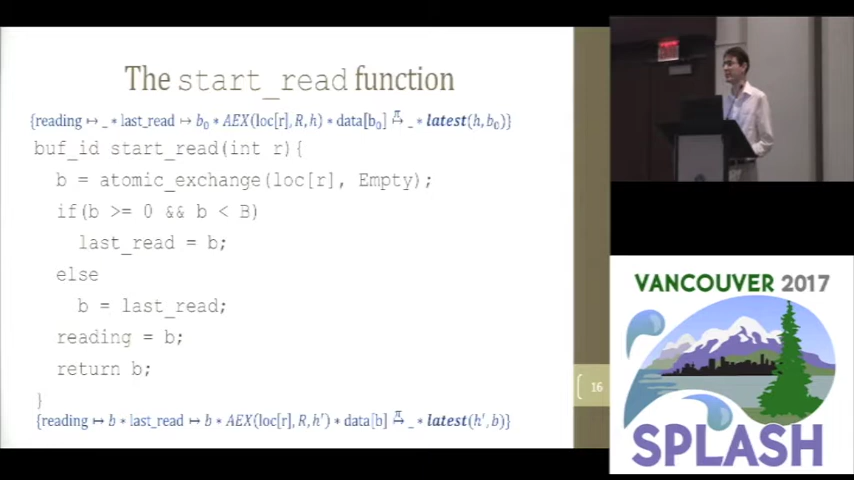 The start_read function
{reading ↦ _ * last_read ↦ b₀ * AEX(loc[r], R, h) * data[b₀] ↦^π _ * latest(h, b₀)}
buf_id start_read(int r){
b = atomic_exchange(loc[r], Empty);
if(b >= 0 && b < B)
last_read = b;
else
b = last_read;
reading = b;
return b;
}
{reading ↦ b * last_read ↦ b * AEX(loc[r], R, h′) * data[b] ↦^π _ * latest(h′, b)}
16
VANCOUVER 2017
SPLASH